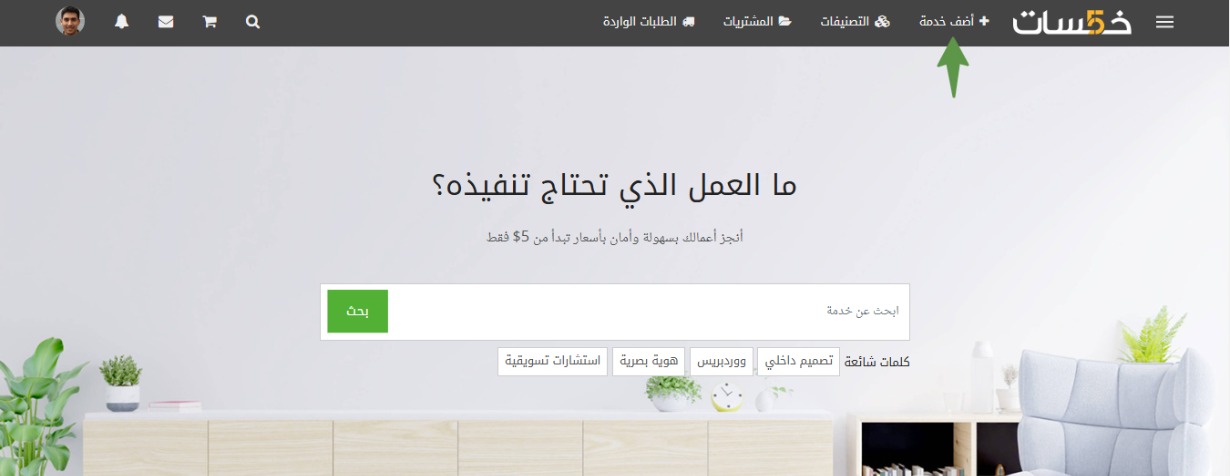 خمسات أضف خدمة التصنيفات المشتريات الطلبات الواردة
ما العمل الذي تحتاج تنفيذه؟
أنجز أعمالك بسهولة وأمان بأسعار تبدأ من 5$ فقط
ابحث عن خدمة بحث
كلمات شائعة تصميم داخلي ووردبريس هوية بصرية استشارات تسويقية